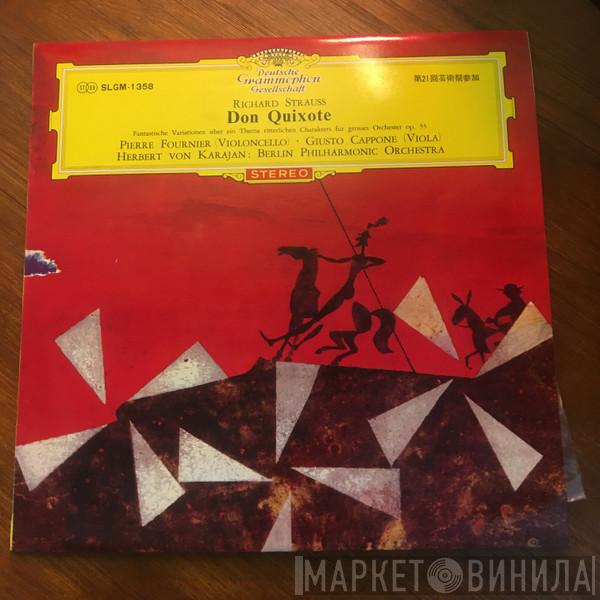 Deutsche
Grammophon
Gesellschaft
STEREO SLGM-1358
第21回芸術祭参加
RICHARD STRAUSS
Don Quixote
Fantastische Variationen über ein Thema ritterlichen Charakters fur grosses Orchester op. 35
PIERRE FOURNIER (VIOLONCELLO) · GIUSTO CAPPONE (VIOLA)
HERBERT VON KARAJAN: BERLIN PHILHARMONIC ORCHESTRA
STEREO
МАРКЕТ ВИНИЛА